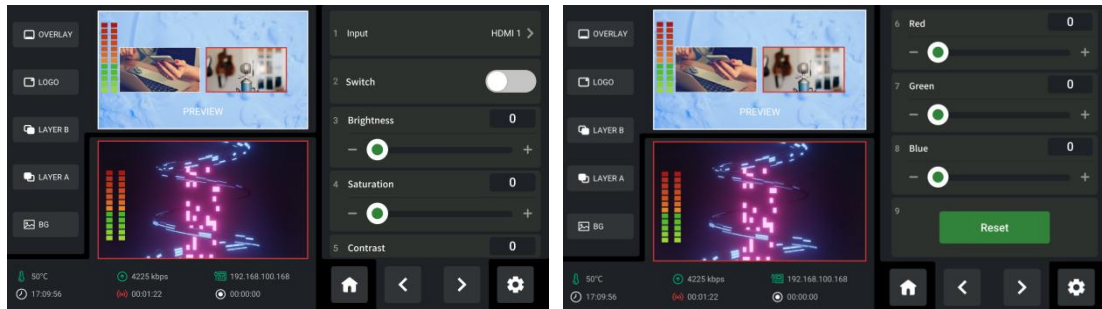 OVERLAY
LOGO
LAYER B
LAYER A
BG
PREVIEW
50°C
4225 kbps
192.168.100.168
17:09:56
00:01:22
00:00:00
1 Input HDMI 1
2 Switch
3 Brightness 0
4 Saturation 0
5 Contrast 0
OVERLAY
LOGO
LAYER B
LAYER A
BG
PREVIEW
50°C
4225 kbps
192.168.100.168
17:09:56
00:01:22
00:00:00
6 Red 0
7 Green 0
8 Blue 0
9
Reset